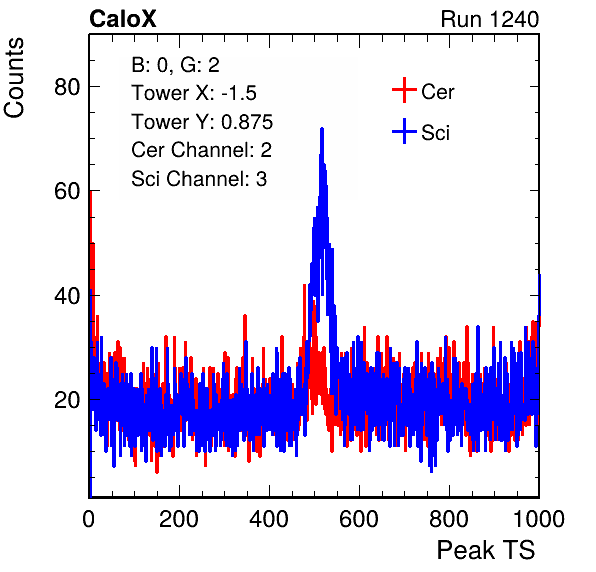 CaloX Run 1240
Counts
B: 0, G: 2
Tower X: -1.5
Tower Y: 0.875
Cer Channel: 2
Sci Channel: 3
Cer
Sci
80
60
40
20
0 200 400 600 800 1000
Peak TS